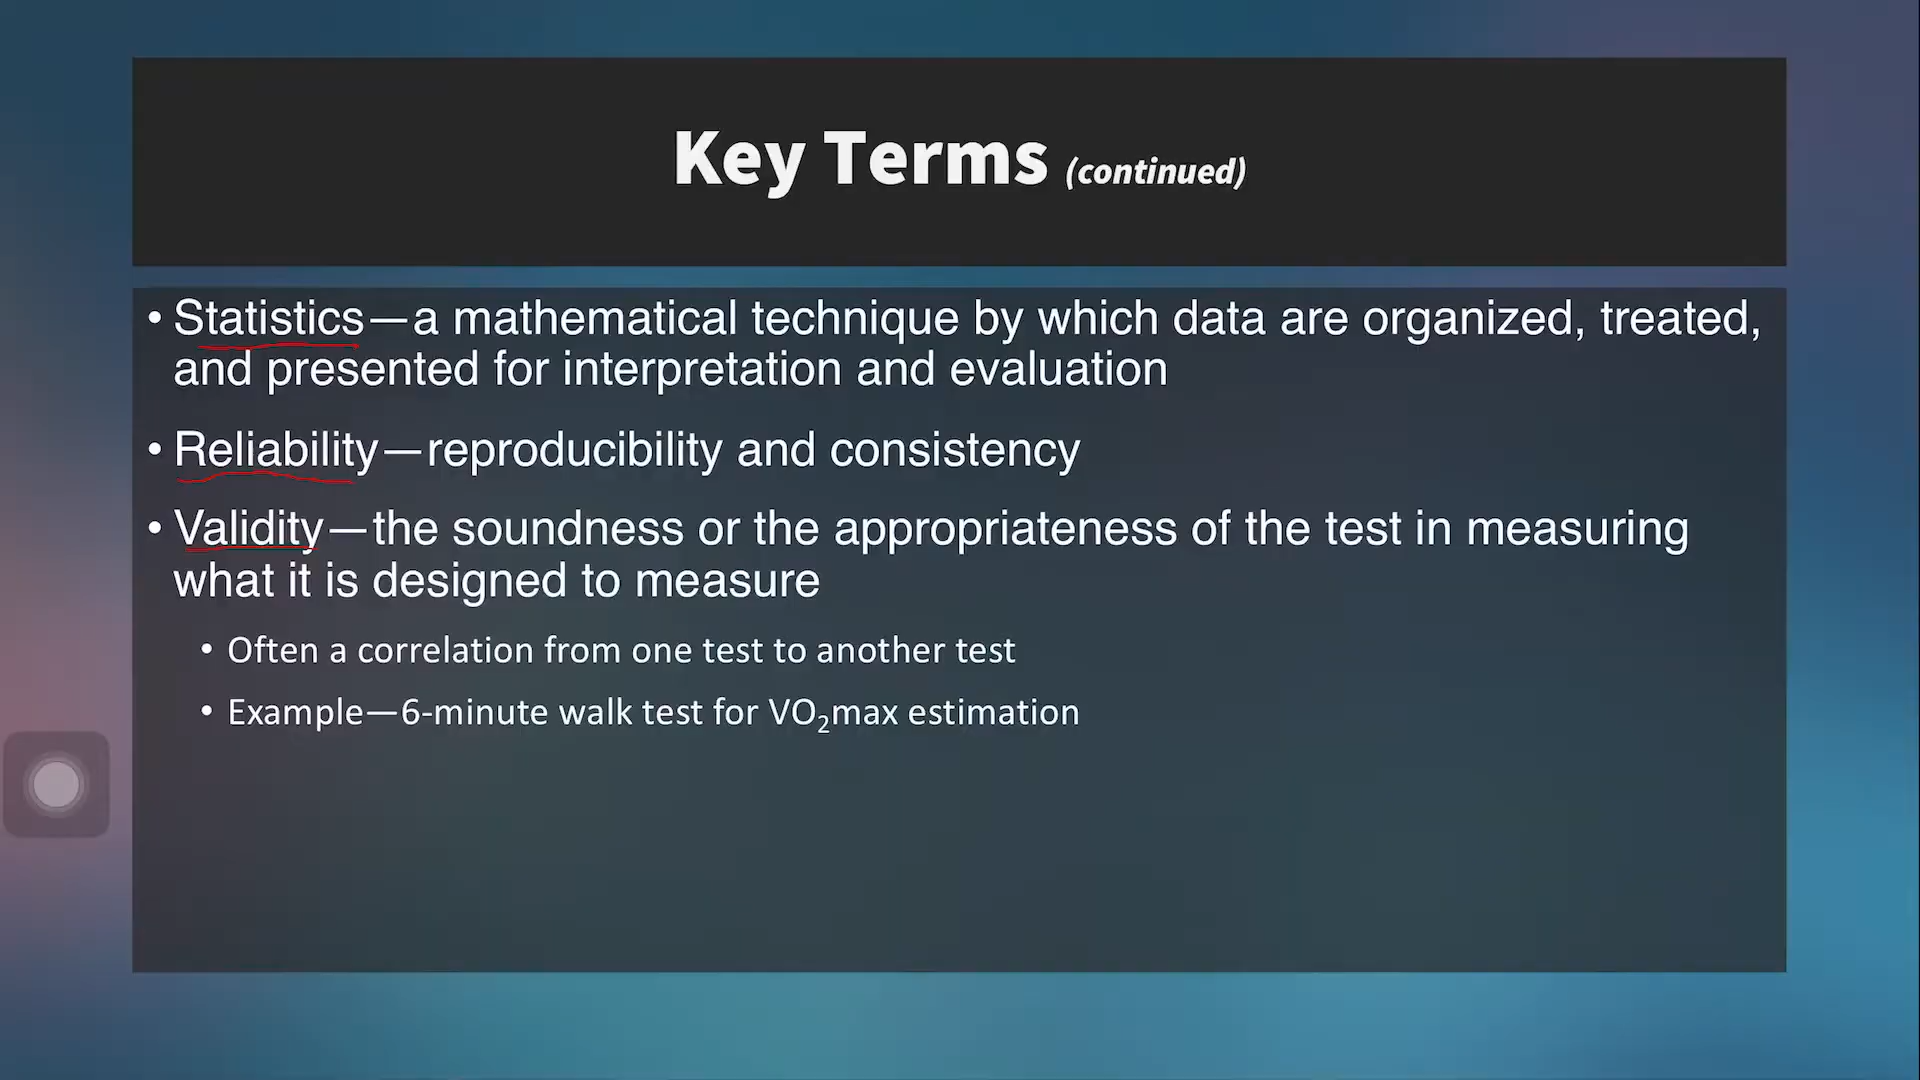 Key Terms (continued)
• Statistics—a mathematical technique by which data are organized, treated,
and presented for interpretation and evaluation
• Reliability—reproducibility and consistency
• Validity—the soundness or the appropriateness of the test in measuring
what it is designed to measure
• Often a correlation from one test to another test
• Example—6-minute walk test for VO₂max estimation